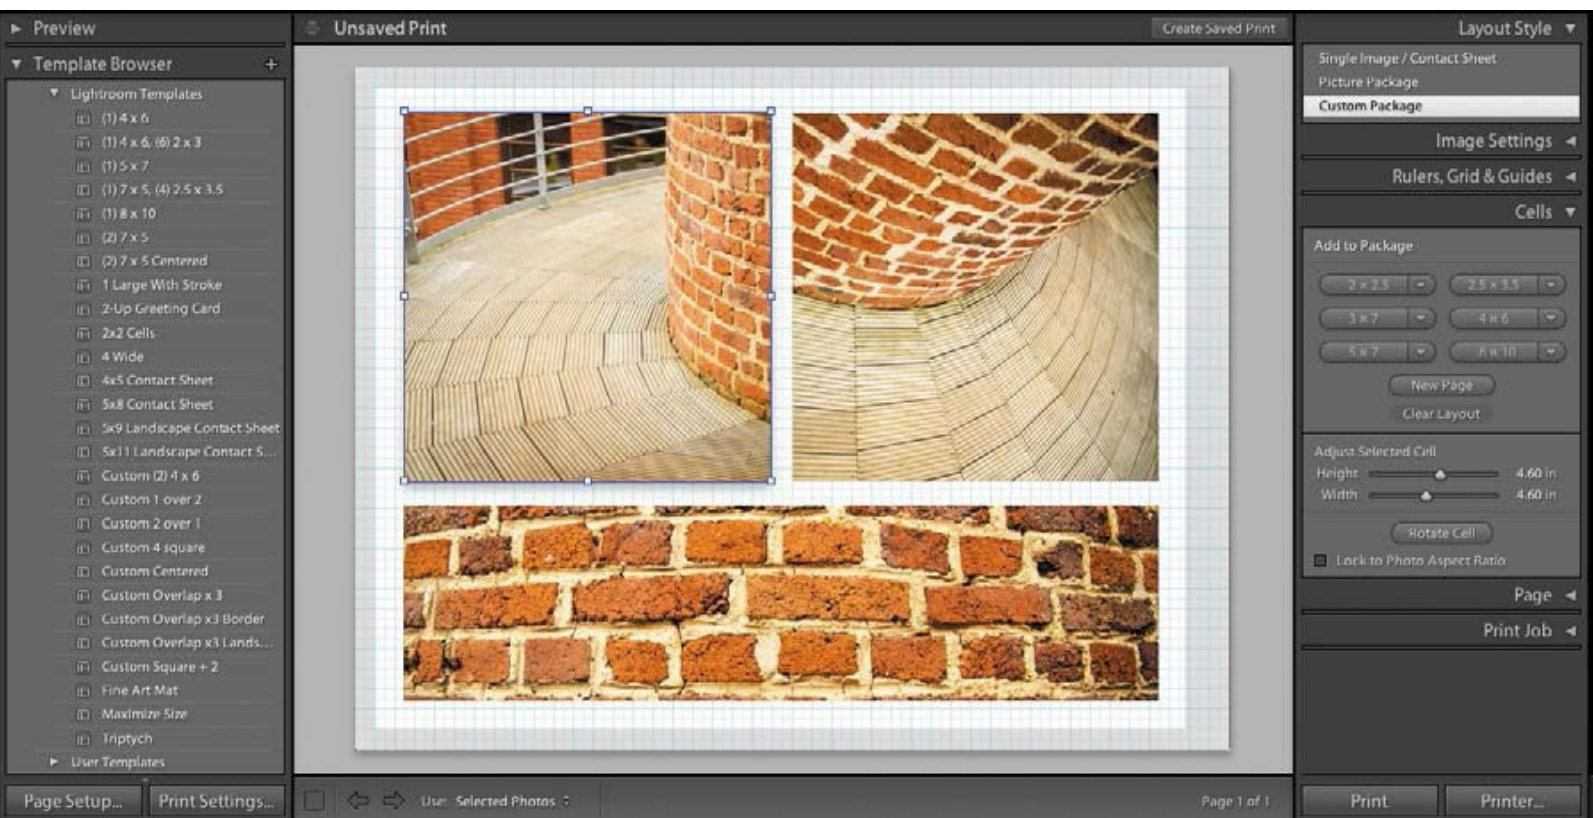 Preview
Template Browser
Lightroom Templates
(1) 4 x 6
(1) 4 x 6, (6) 2 x 3
(1) 5 x 7
(1) 7 x 5, (4) 2.5 x 3.5
(1) 8 x 10
(2) 7 x 5
(2) 7 x 5 Centered
1 Large With Stroke
2-Up Greeting Card
2x2 Cells
4 Wide
4x5 Contact Sheet
5x8 Contact Sheet
5x9 Landscape Contact Sheet
5x11 Landscape Contact S...
Custom (2) 4 x 6
Custom 1 over 2
Custom 2 over 1
Custom 4 square
Custom Centered
Custom Overlap x 3
Custom Overlap x3 Border
Custom Overlap x3 Lands...
Custom Square + 2
Fine Art Mat
Maximize Size
Triptych
User Templates
Page Setup...
Print Settings...
Unsaved Print
Create Saved Print
Use: Selected Photos
Page 1 of 1
Layout Style
Single Image / Contact Sheet
Picture Package
Custom Package
Image Settings
Rulers, Grid & Guides
Cells
Add to Package
2 x 2.5
2.5 x 3.5
3 x 7
4 x 6
5 x 7
8 x 10
New Page
Clear Layout
Adjust Selected Cell
Height 4.60 in
Width 4.60 in
Rotate Cell
Lock to Photo Aspect Ratio
Page
Print Job
Print
Printer...